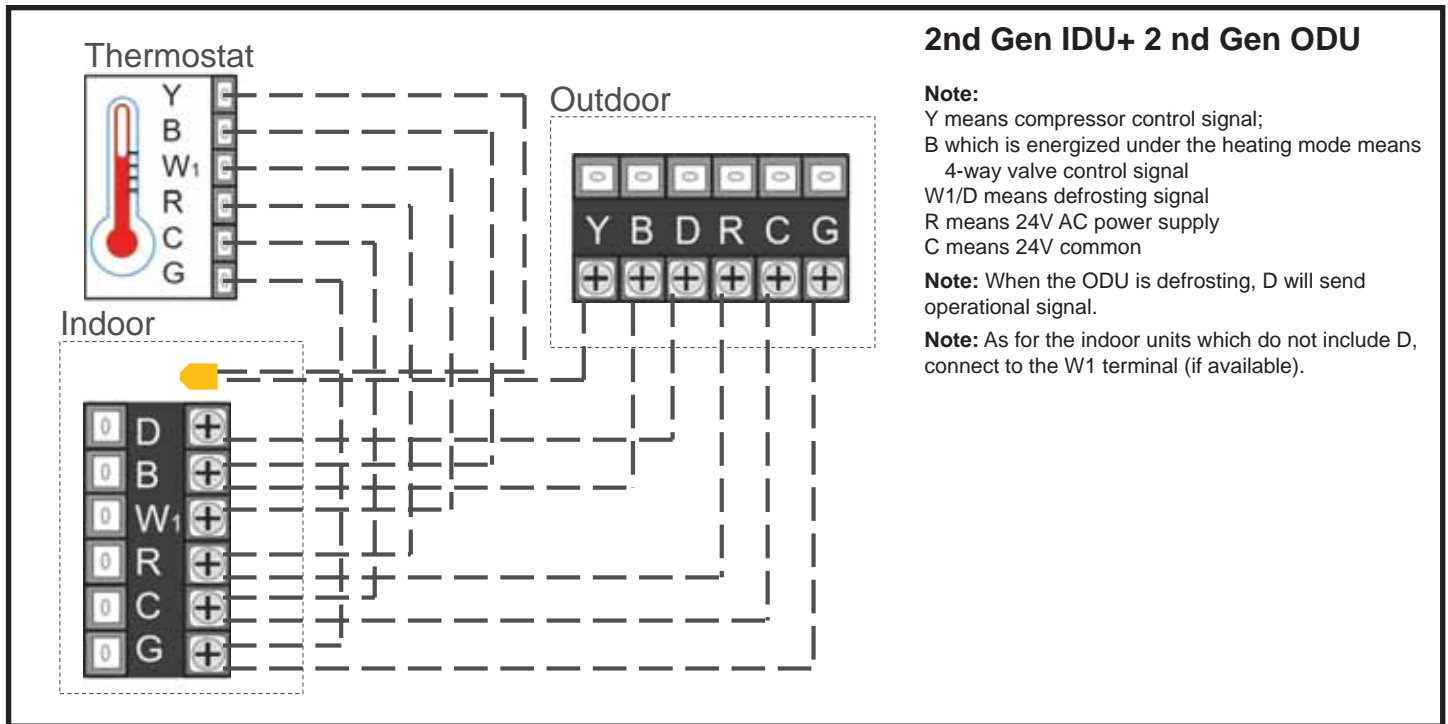 Thermostat
Y
B
W1
R
C
G
Outdoor
Y B D R C G
Indoor
D
B
W1
R
C
G
2nd Gen IDU+ 2 nd Gen ODU
Note:
Y means compressor control signal;
B which is energized under the heating mode means
4-way valve control signal
W1/D means defrosting signal
R means 24V AC power supply
C means 24V common
Note: When the ODU is defrosting, D will send
operational signal.
Note: As for the indoor units which do not include D,
connect to the W1 terminal (if available).